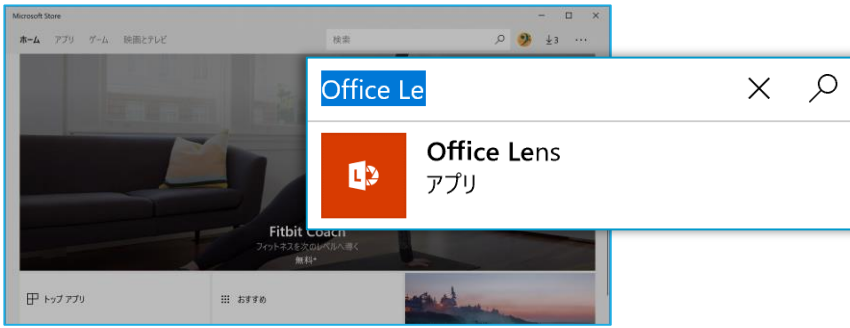 Microsoft Store
ホーム アプリ ゲーム 映画とテレビ
検索
3
Office Le
Office Lens
アプリ
Fitbit Coach
フィットネスを次のレベルへ導く
無料+
トップ アプリ
おすすめ